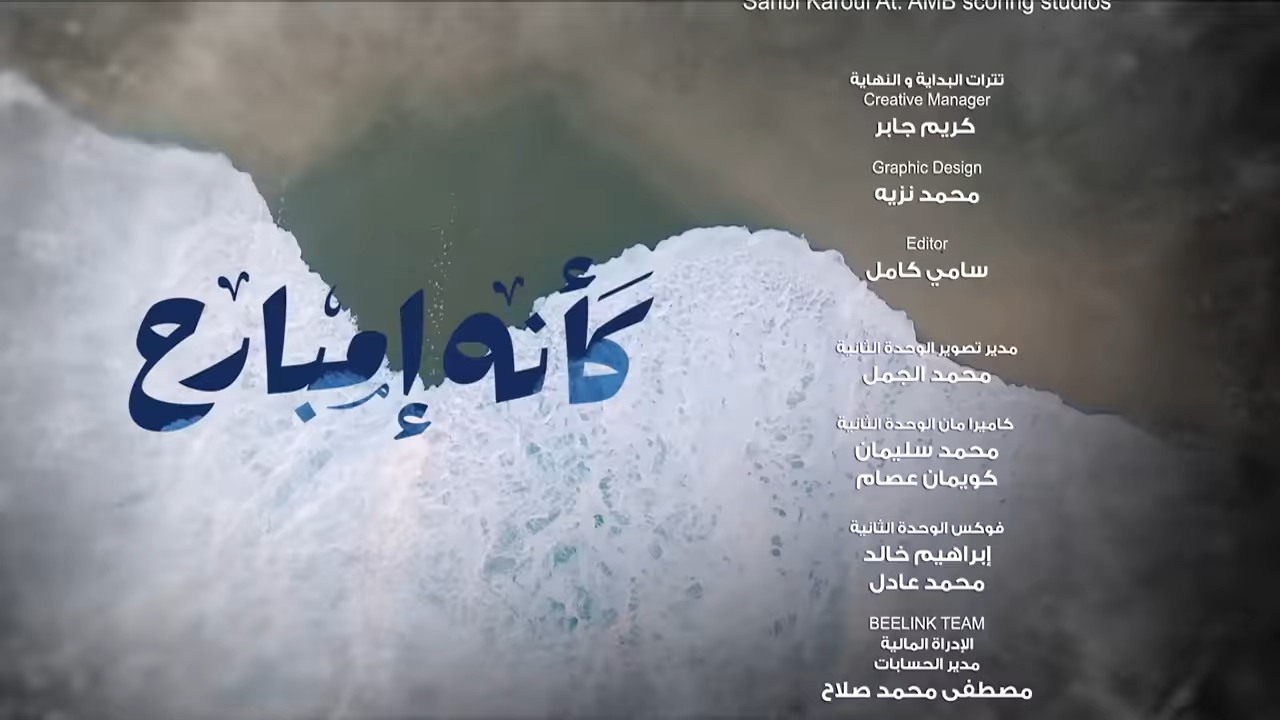 Sahbi Karoui At. AMB scoring studios
تترات البداية و النهاية
Creative Manager
كريم جابر
Graphic Design
محمد نزيه
Editor
سامي كامل
مدير تصوير الوحدة الثانية
محمد الجمل
كاميرا مان الوحدة الثانية
محمد سليمان
كويمان عصام
فوكس الوحدة الثانية
إبراهيم خالد
محمد عادل
BEELINK TEAM
الإدراة المالية
مدير الحسابات
مصطفى محمد صلاح
كأنه إمبارح